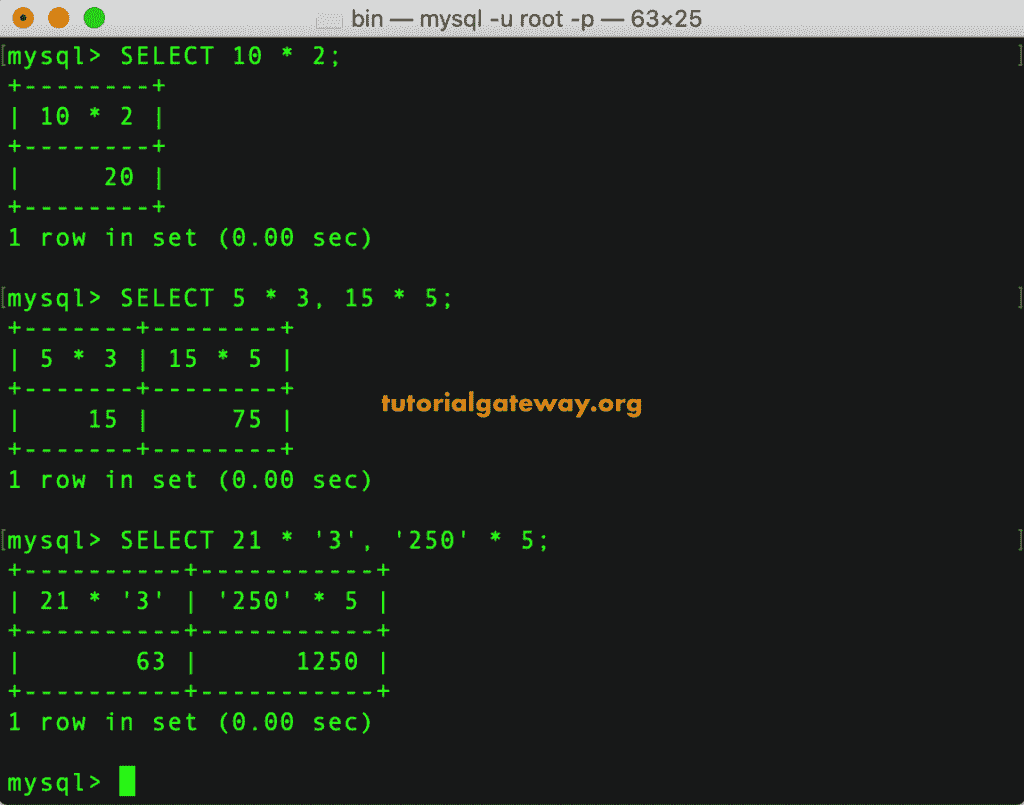 bin — mysql -u root -p — 63×25
[mysql> SELECT 10 * 2; ]
+--------+
| 10 * 2 |
+--------+
|     20 |
+--------+
1 row in set (0.00 sec)
[mysql> SELECT 5 * 3, 15 * 5; ]
+-------+--------+
| 5 * 3 | 15 * 5 |
+-------+--------+
|    15 |     75 |
+-------+--------+
tutorialgateway.org
1 row in set (0.00 sec)
[mysql> SELECT 21 * '3', '250' * 5; ]
+----------+-----------+
| 21 * '3' | '250' * 5 |
+----------+-----------+
|       63 |      1250 |
+----------+-----------+
1 row in set (0.00 sec)
mysql>